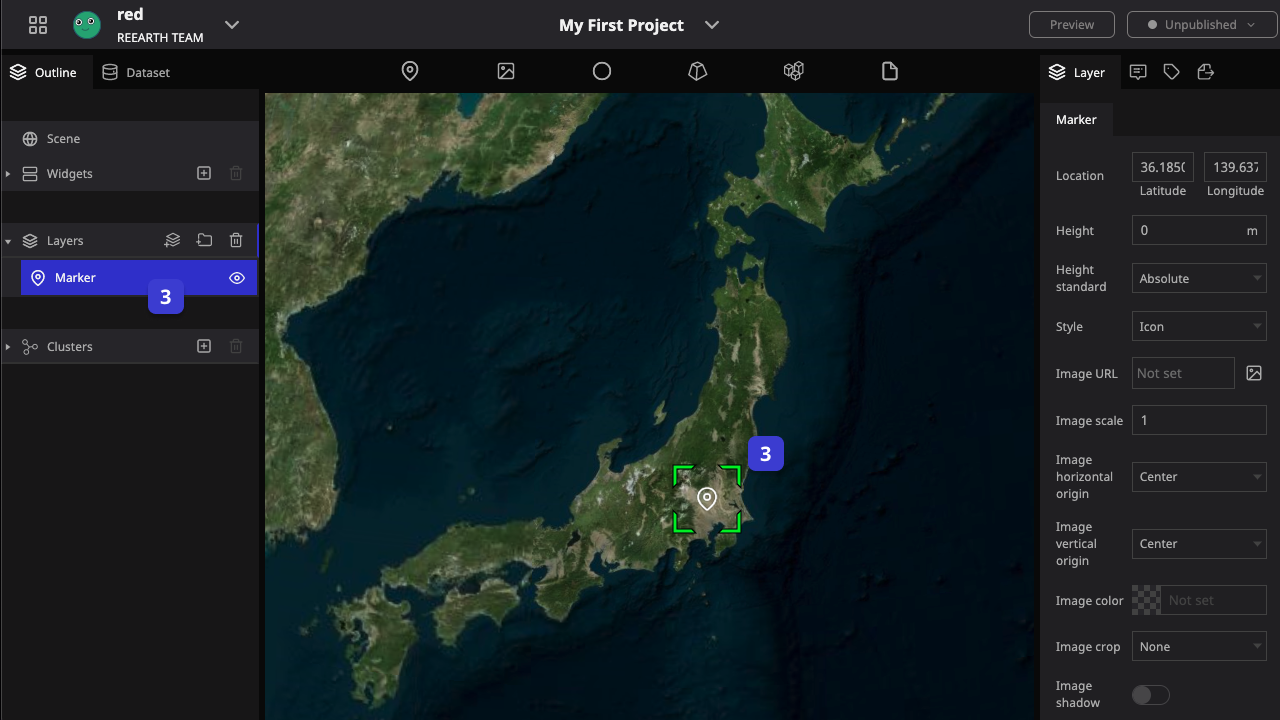 red
REEARTH TEAM
My First Project
Preview
Unpublished
Outline
Dataset
Layer
Scene
Widgets
Layers
Marker
3
Clusters
3
Marker
Location
36.1850
139.637
Latitude
Longitude
Height
0
m
Height
standard
Absolute
Style
Icon
Image URL
Not set
Image scale
1
Image
horizontal
origin
Center
Image
vertical
origin
Center
Image color
Not set
Image crop
None
Image
shadow